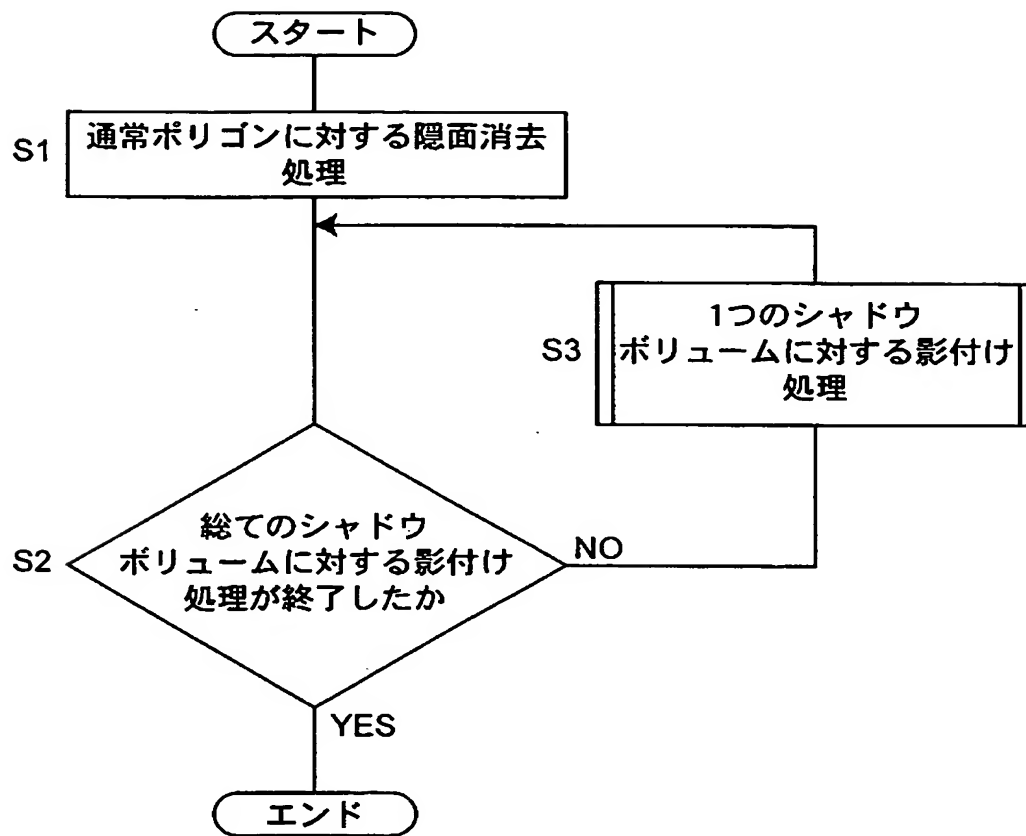 スタート
S1
通常ポリゴンに対する隠面消去
処理
S3
1つのシャドウ
ボリュームに対する影付け
処理
S2
総てのシャドウ
ボリュームに対する影付け
処理が終了したか
NO
YES
エンド